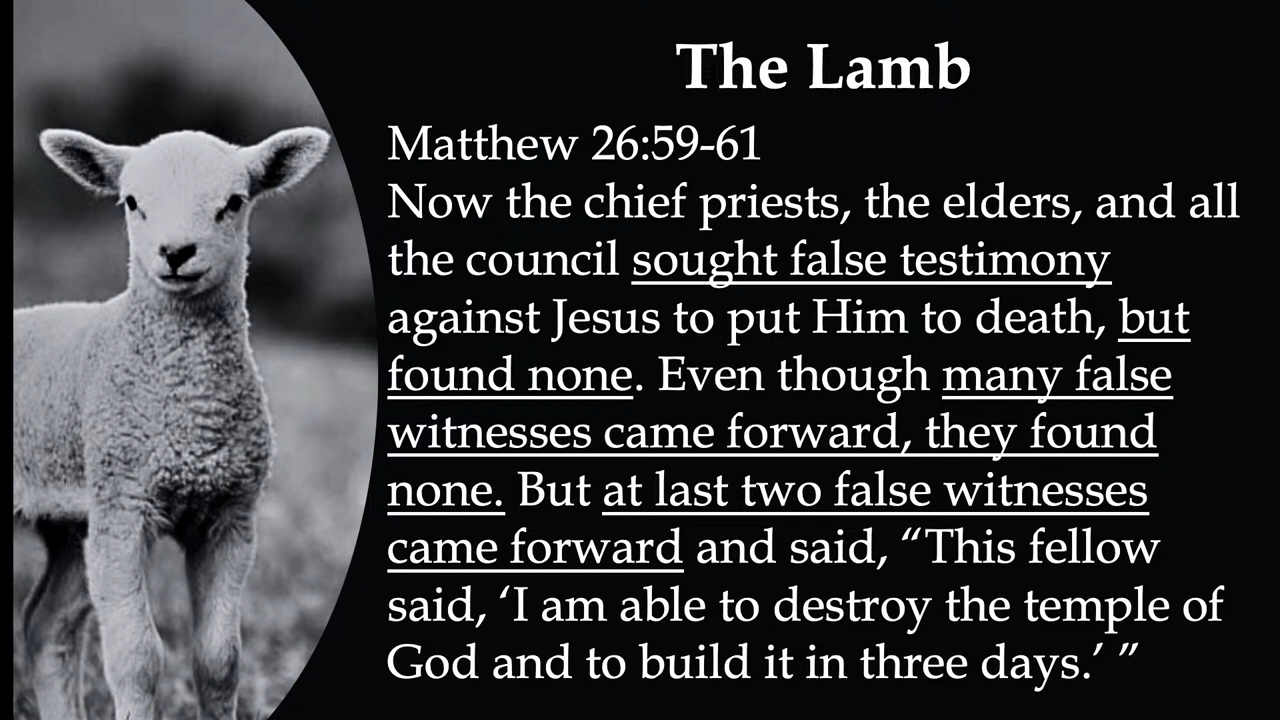 The Lamb
Matthew 26:59-61
Now the chief priests, the elders, and all
the council sought false testimony
against Jesus to put Him to death, but
found none. Even though many false
witnesses came forward, they found
none. But at last two false witnesses
came forward and said, “This fellow
said, ‘I am able to destroy the temple of
God and to build it in three days.’ ”